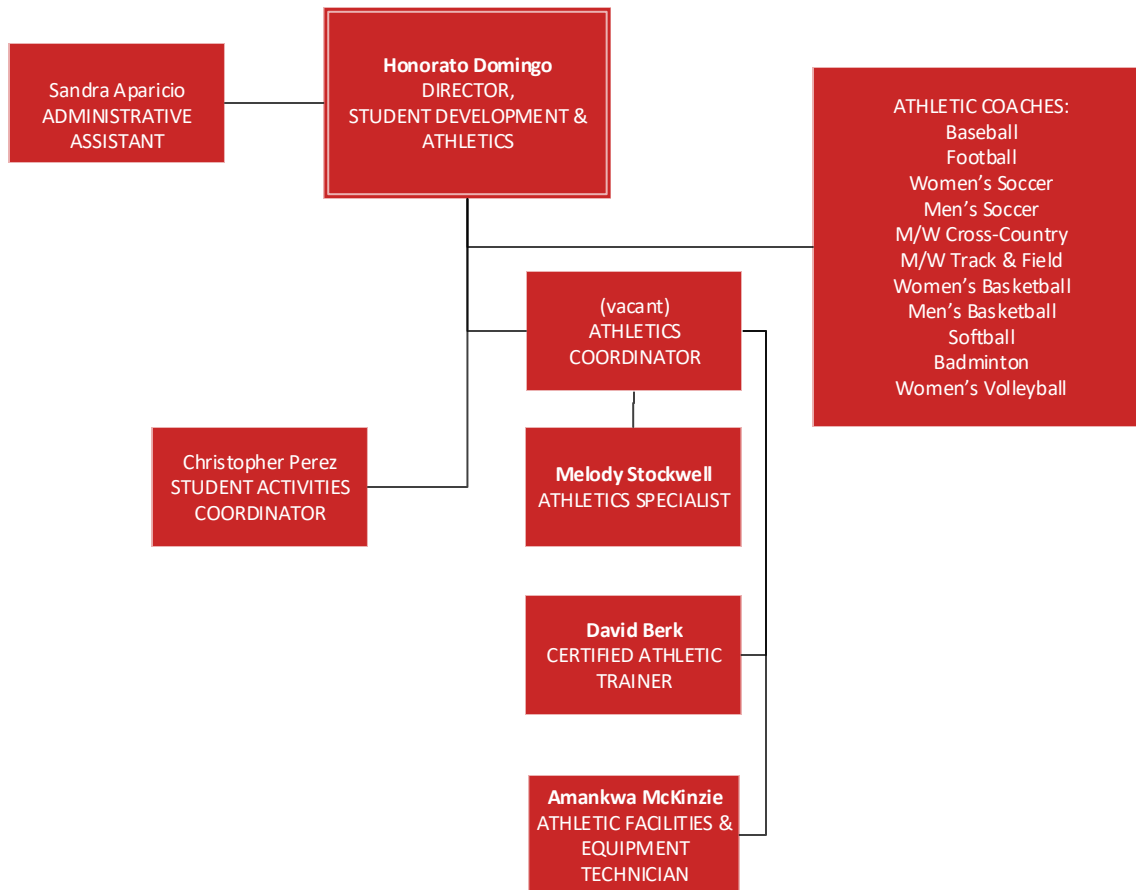 Sandra Aparicio
ADMINISTRATIVE
ASSISTANT
Honorato Domingo
DIRECTOR,
STUDENT DEVELOPMENT &
ATHLETICS
ATHLETIC COACHES:
Baseball
Football
Women’s Soccer
Men’s Soccer
M/W Cross-Country
M/W Track & Field
Women’s Basketball
Men’s Basketball
Softball
Badminton
Women’s Volleyball
(vacant)
ATHLETICS
COORDINATOR
Christopher Perez
STUDENT ACTIVITIES
COORDINATOR
Melody Stockwell
ATHLETICS SPECIALIST
David Berk
CERTIFIED ATHLETIC
TRAINER
Amankwa McKinzie
ATHLETIC FACILITIES &
EQUIPMENT
TECHNICIAN